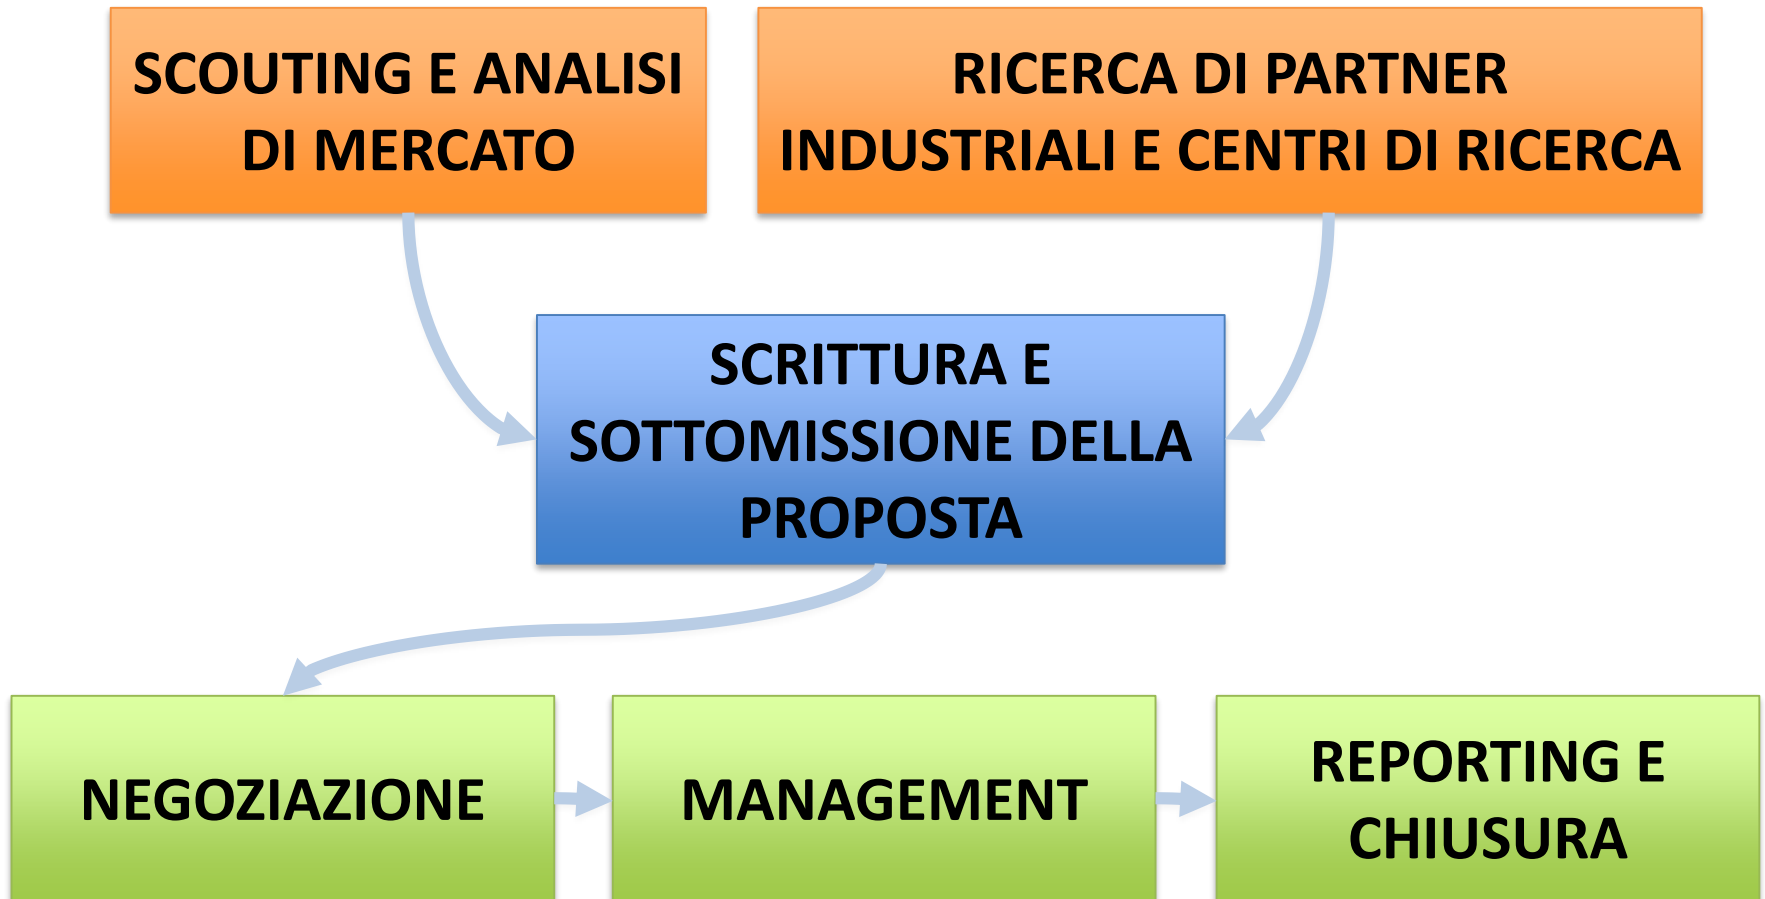 SCOUTING E ANALISI
DI MERCATO
RICERCA DI PARTNER
INDUSTRIALI E CENTRI DI RICERCA
SCRITTURA E
SOTTOMISSIONE DELLA
PROPOSTA
NEGOZIAZIONE
MANAGEMENT
REPORTING E
CHIUSURA